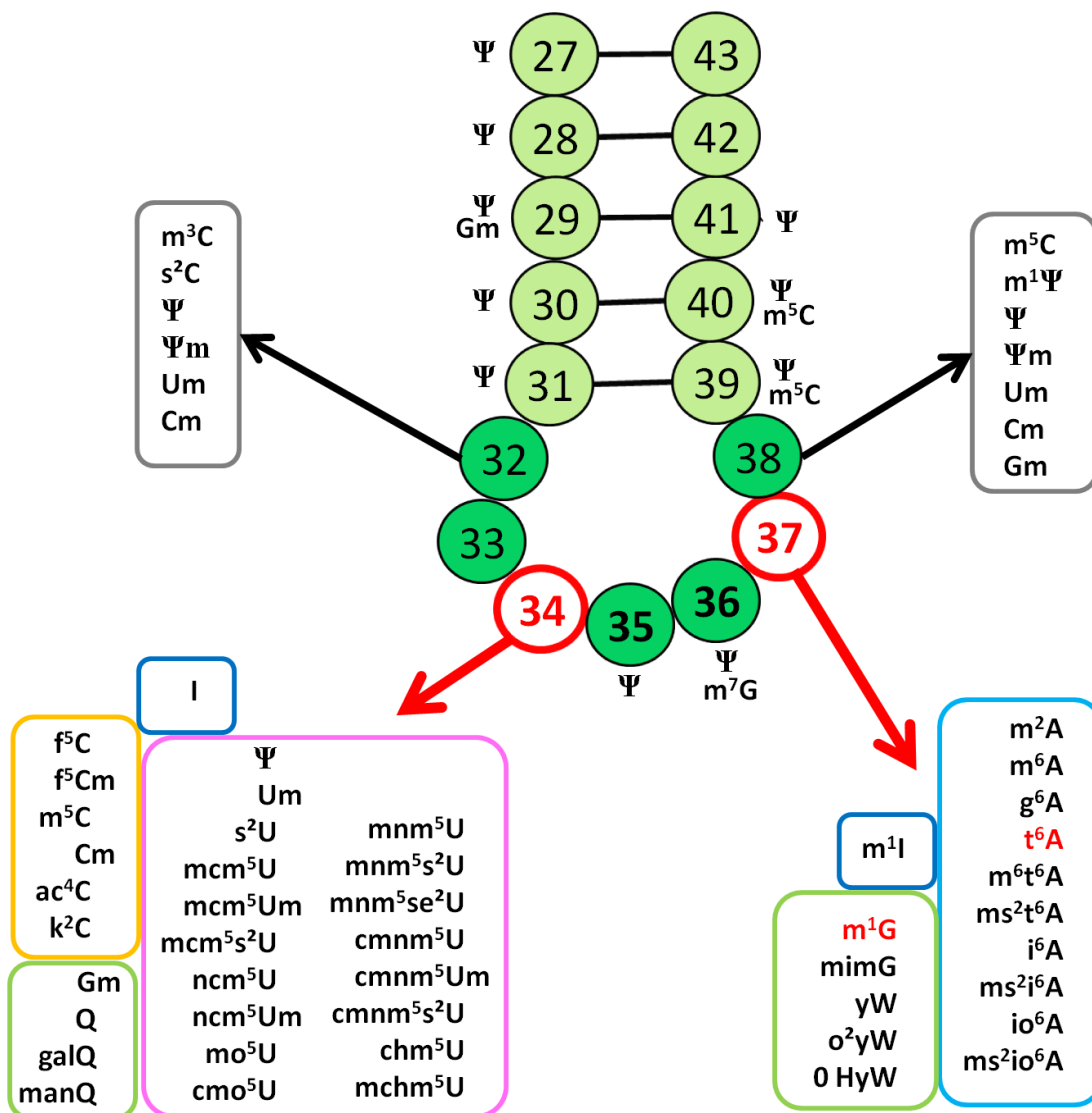 Ψ 27 43
Ψ 28 42
Ψ
Gm 29 41 Ψ
Ψ 30 40 Ψ
m⁵C
Ψ 31 39 Ψ
m⁵C
32 38
33 37
34 35 36
Ψ Ψ
m⁷G
m³C
s²C
Ψ
Ψm
Um
Cm
m⁵C
m¹Ψ
Ψ
Ψm
Um
Cm
Gm
I
f⁵C
f⁵Cm
m⁵C
Cm
ac⁴C
k²C
Gm
Q
galQ
manQ
Ψ
Um
s²U
mcm⁵U
mcm⁵Um
mcm⁵s²U
ncm⁵U
ncm⁵Um
mo⁵U
cmo⁵U
mnm⁵U
mnm⁵s²U
mnm⁵se²U
cmnm⁵U
cmnm⁵Um
cmnm⁵s²U
chm⁵U
mchm⁵U
m¹I
m¹G
mimG
yW
o²yW
0 HyW
m²A
m⁶A
g⁶A
t⁶A
m⁶t⁶A
ms²t⁶A
i⁶A
ms²i⁶A
io⁶A
ms²io⁶A